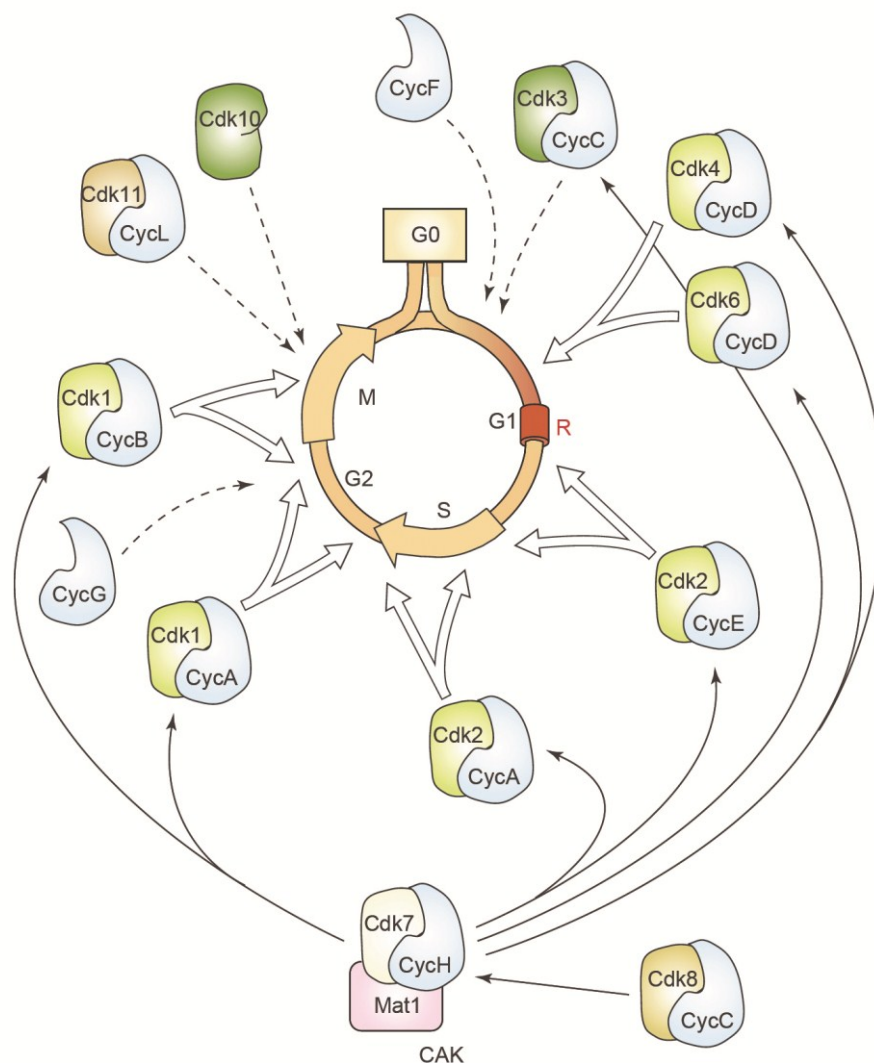 CycF
Cdk3
CycC
Cdk10
Cdk11
CycL
Cdk4
CycD
G0
Cdk6
CycD
M
Cdk1
CycB
G1
R
G2
S
CycG
Cdk2
CycE
Cdk1
CycA
Cdk2
CycA
Cdk7
CycH
Mat1
Cdk8
CycC
CAK